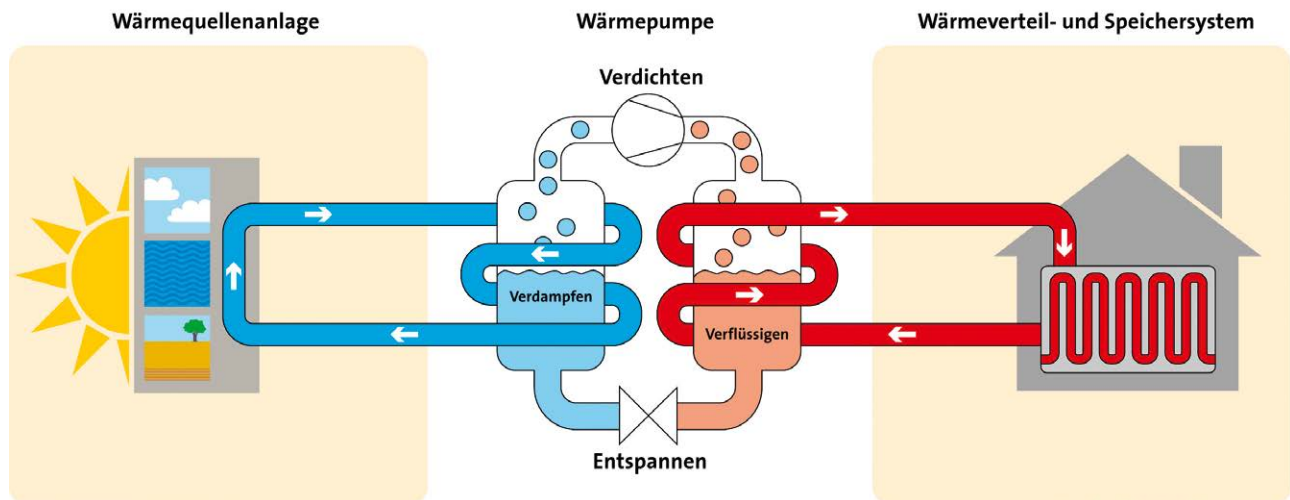 Wärmequellenanlage
Wärmepumpe
Wärmeverteil- und Speichersystem
Verdichten
Verdampfen
Verflüssigen
Entspannen